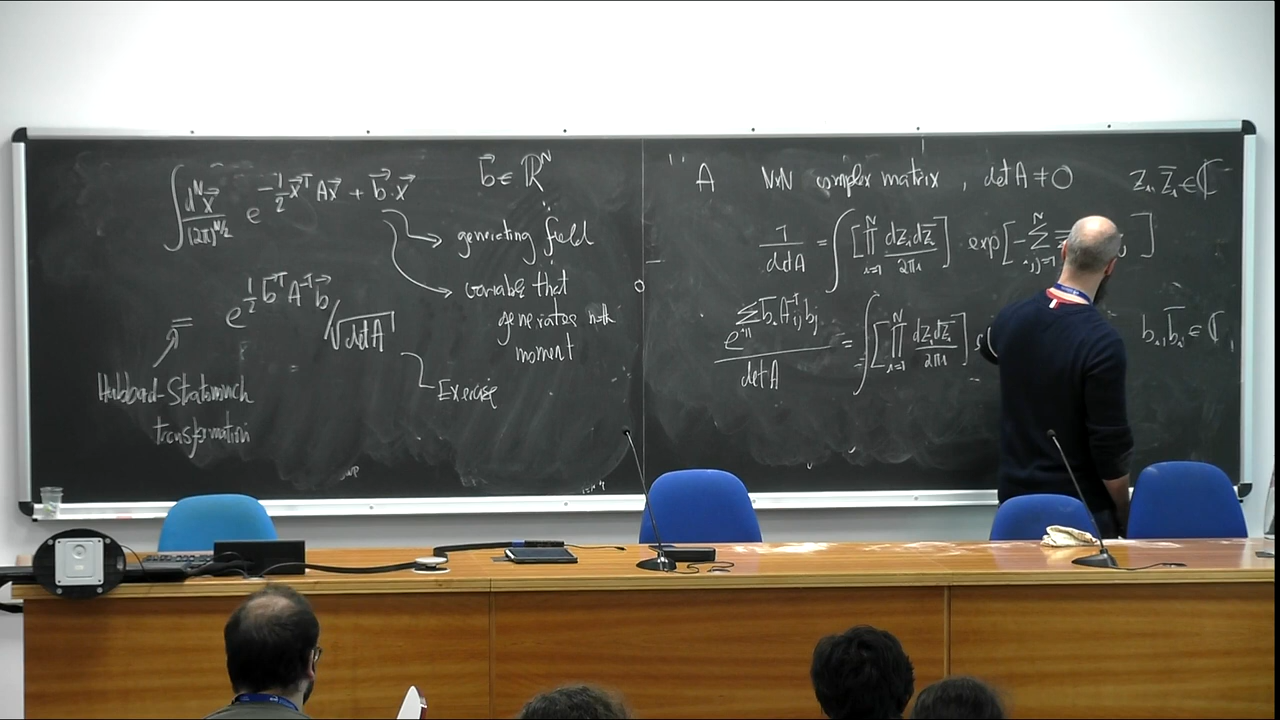 ∫ d^N x⃗ / (2π)^{N/2} e^{-1/2 x⃗^T A x⃗ + b⃗·x⃗}
b⃗ ∈ ℝ^N
generating field
variable that
generates
moment
e^{1/2 b⃗^T A^{-1} b⃗} / √det A
Exercise
Hubbard-Stratonovich
transformation
" A N×N complex matrix, det A ≠ 0 z_i, z̄_i ∈ ℂ
1/det A = ∫ [∏_{i=1}^N dz_i dz̄_i / 2πi] exp[-∑_{i,j=1}^N
e^{∑_{ij} b̄_i A^{-1}_{ij} b_j} / det A = ∫ [∏_{i=1}^N dz_i dz̄_i / 2πi]
b_i, b̄_i ∈ ℂ